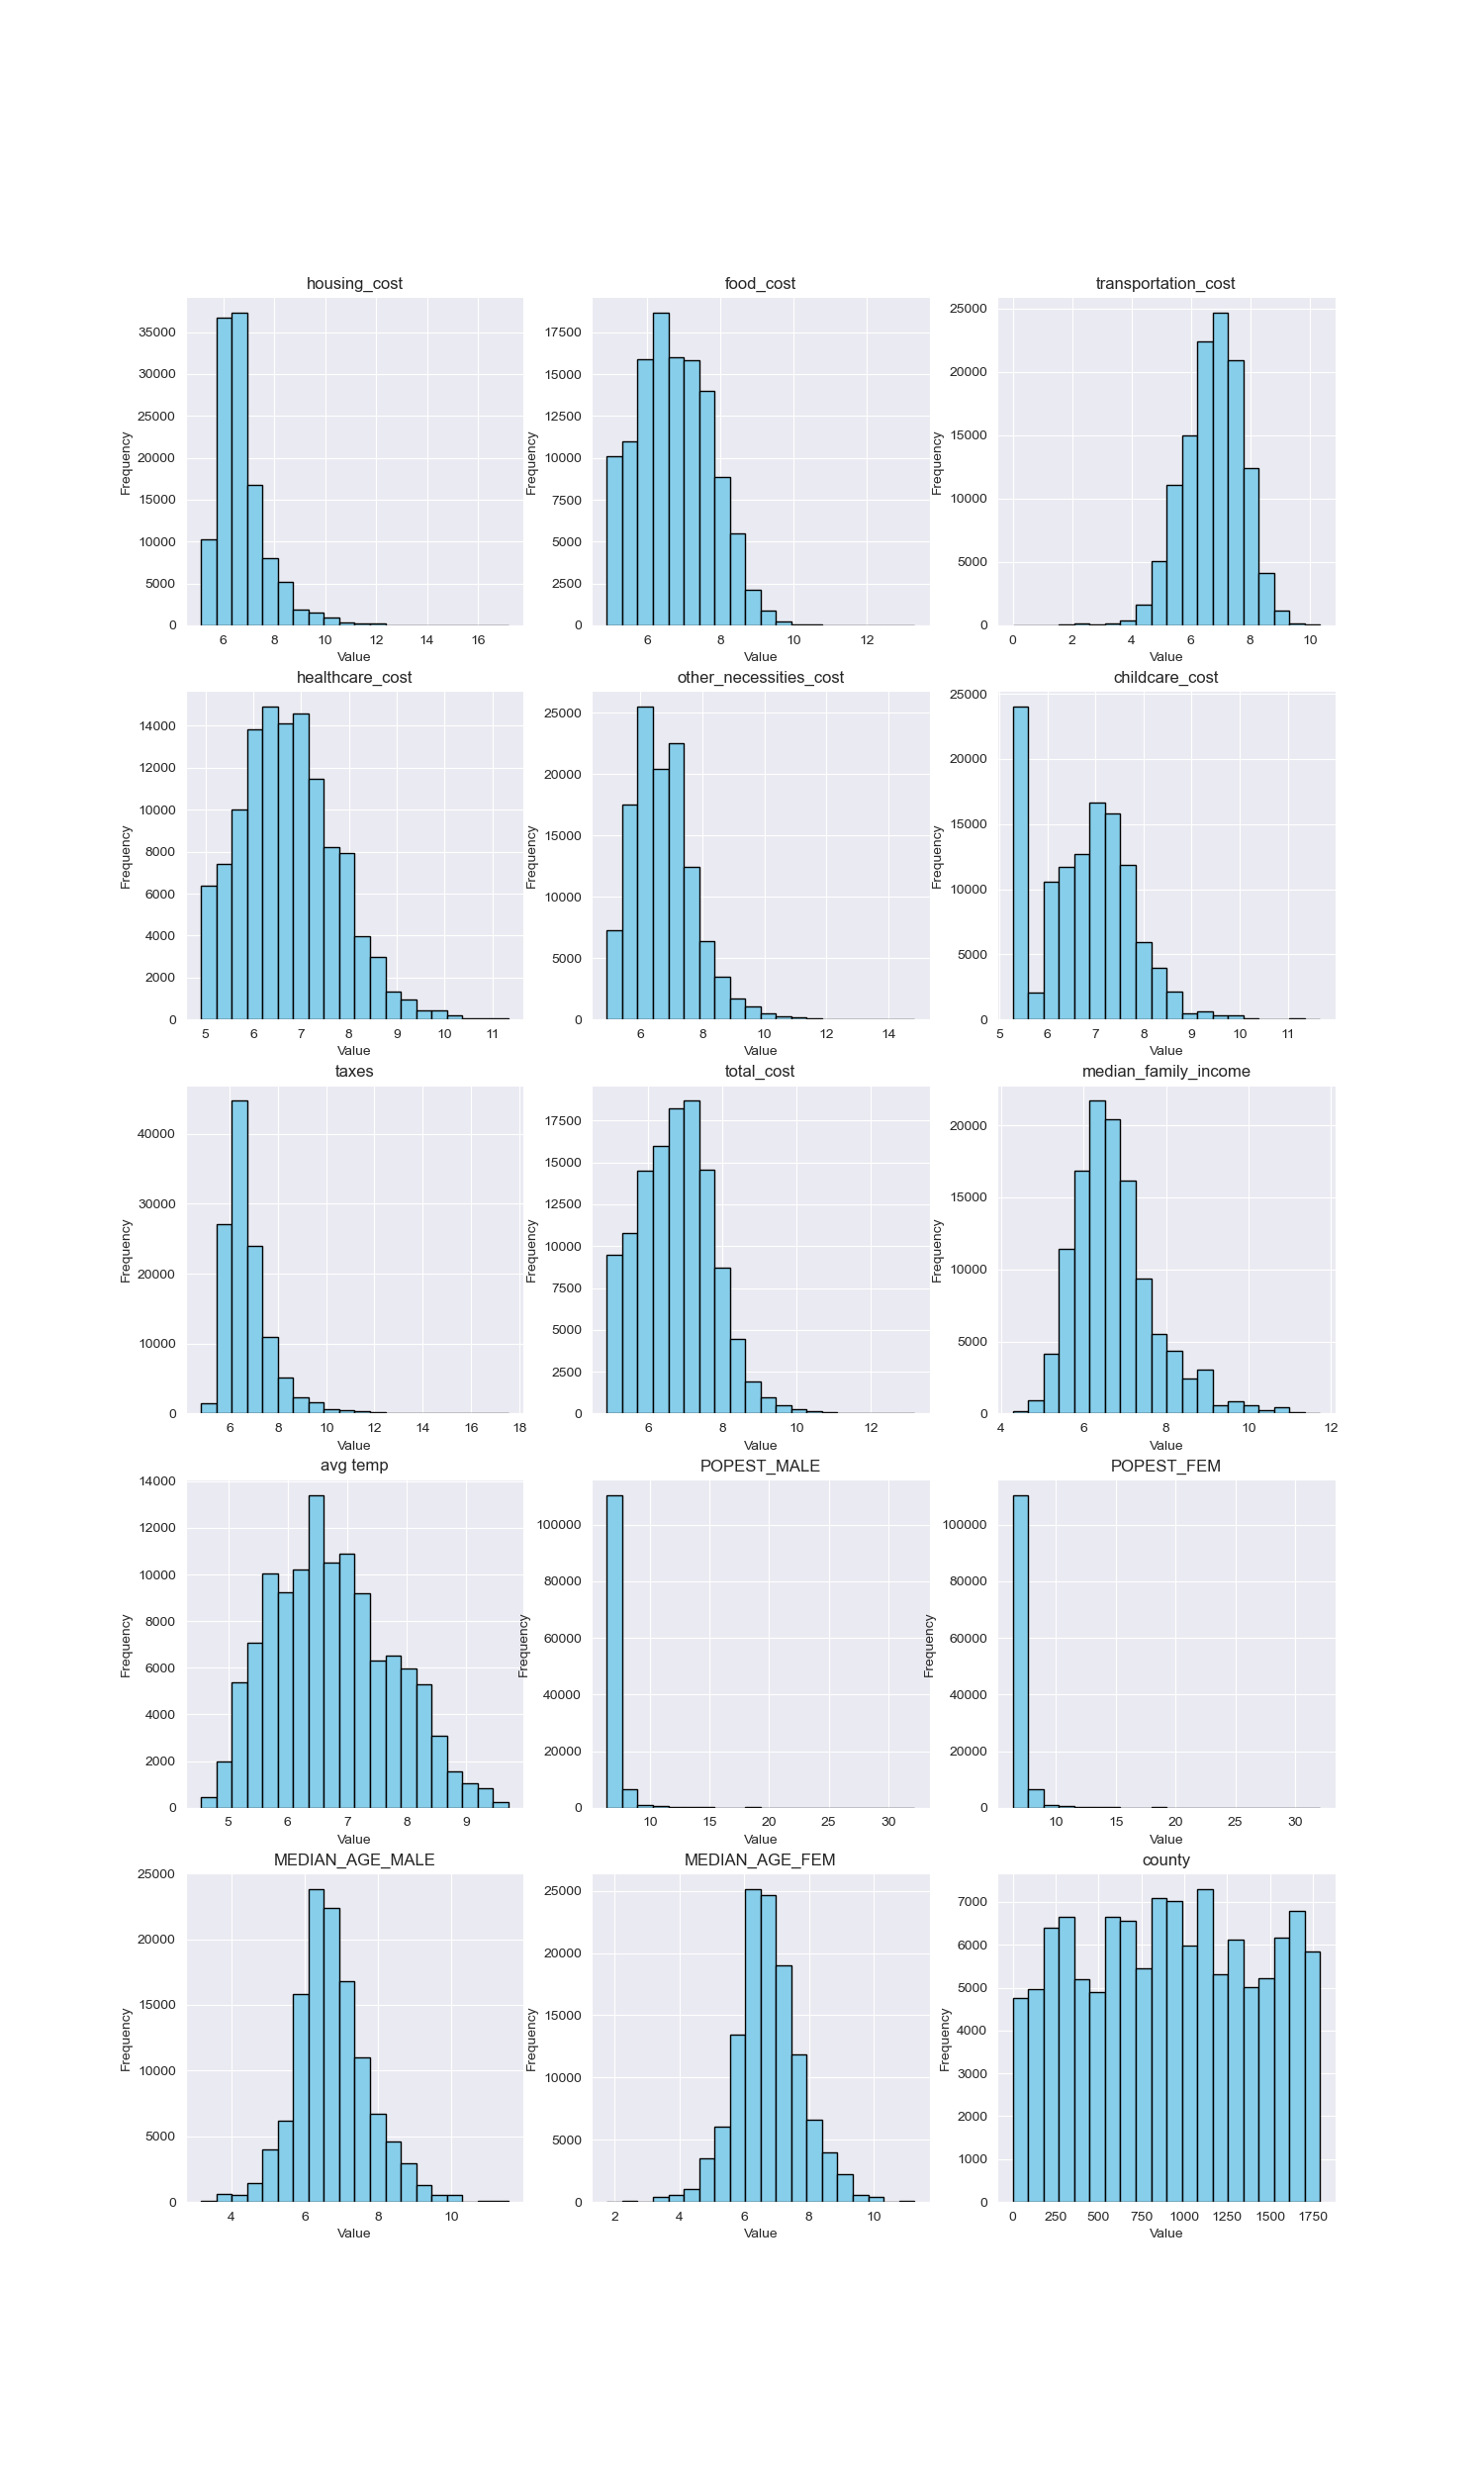 housing_cost
35000
30000
25000
20000
15000
10000
5000
0
Frequency
6 8 10 12 14 16
Value
food_cost
17500
15000
12500
10000
7500
5000
2500
0
Frequency
6 8 10 12
Value
transportation_cost
25000
20000
15000
10000
5000
0
Frequency
0 2 4 6 8 10
Value
healthcare_cost
14000
12000
10000
8000
6000
4000
2000
0
Frequency
5 6 7 8 9 10 11
Value
other_necessities_cost
25000
20000
15000
10000
5000
0
Frequency
6 8 10 12 14
Value
childcare_cost
25000
20000
15000
10000
5000
0
Frequency
5 6 7 8 9 10 11
Value
taxes
40000
30000
20000
10000
0
Frequency
6 8 10 12 14 16 18
Value
total_cost
17500
15000
12500
10000
7500
5000
2500
0
Frequency
6 8 10 12
Value
median_family_income
20000
15000
10000
5000
0
Frequency
4 6 8 10 12
Value
avg temp
14000
12000
10000
8000
6000
4000
2000
0
Frequency
5 6 7 8 9
Value
POPEST_MALE
100000
80000
60000
40000
20000
0
Frequency
10 15 20 25 30
Value
POPEST_FEM
100000
80000
60000
40000
20000
0
Frequency
10 15 20 25 30
Value
MEDIAN_AGE_MALE
25000
20000
15000
10000
5000
0
Frequency
4 6 8 10
Value
MEDIAN_AGE_FEM
25000
20000
15000
10000
5000
0
Frequency
2 4 6 8 10
Value
county
7000
6000
5000
4000
3000
2000
1000
0
Frequency
0 250 500 750 1000 1250 1500 1750
Value